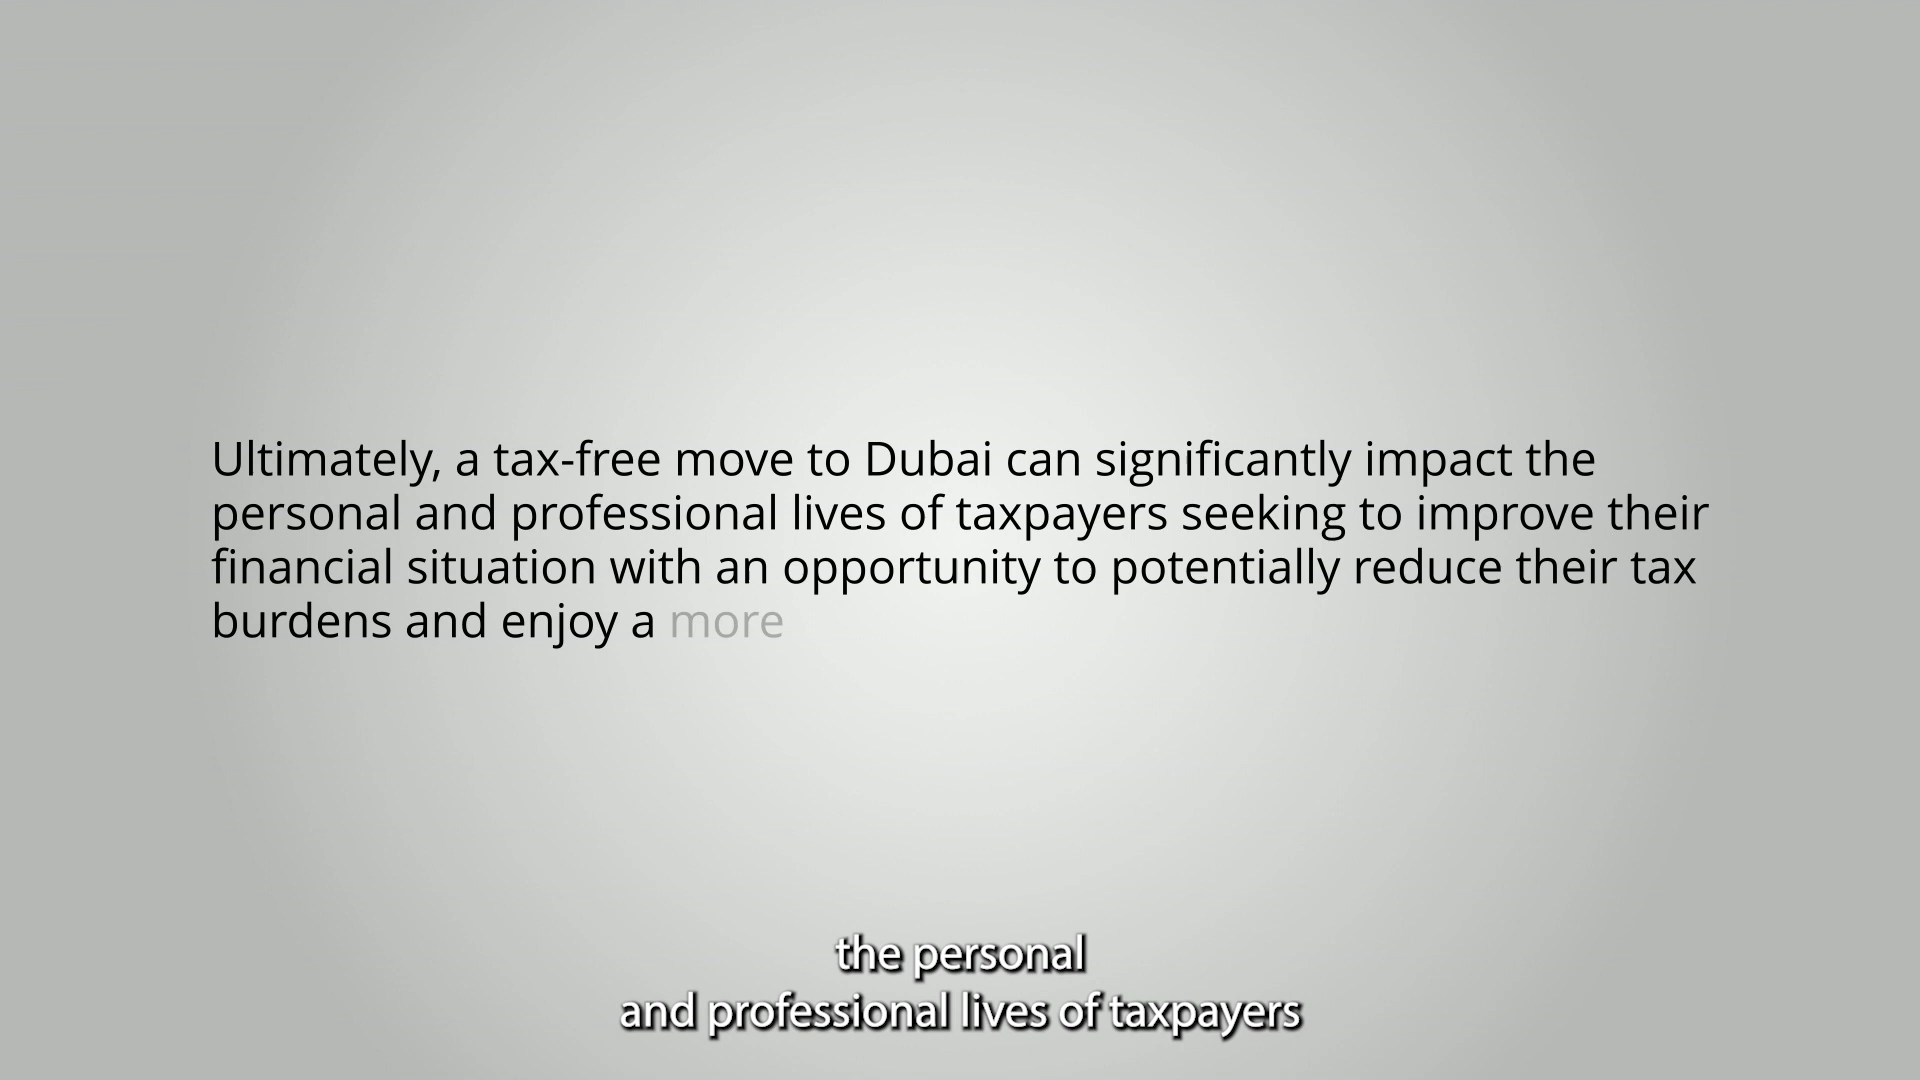 Ultimately, a tax-free move to Dubai can significantly impact the
personal and professional lives of taxpayers seeking to improve their
financial situation with an opportunity to potentially reduce their tax
burdens and enjoy a more
the personal
and professional lives of taxpayers